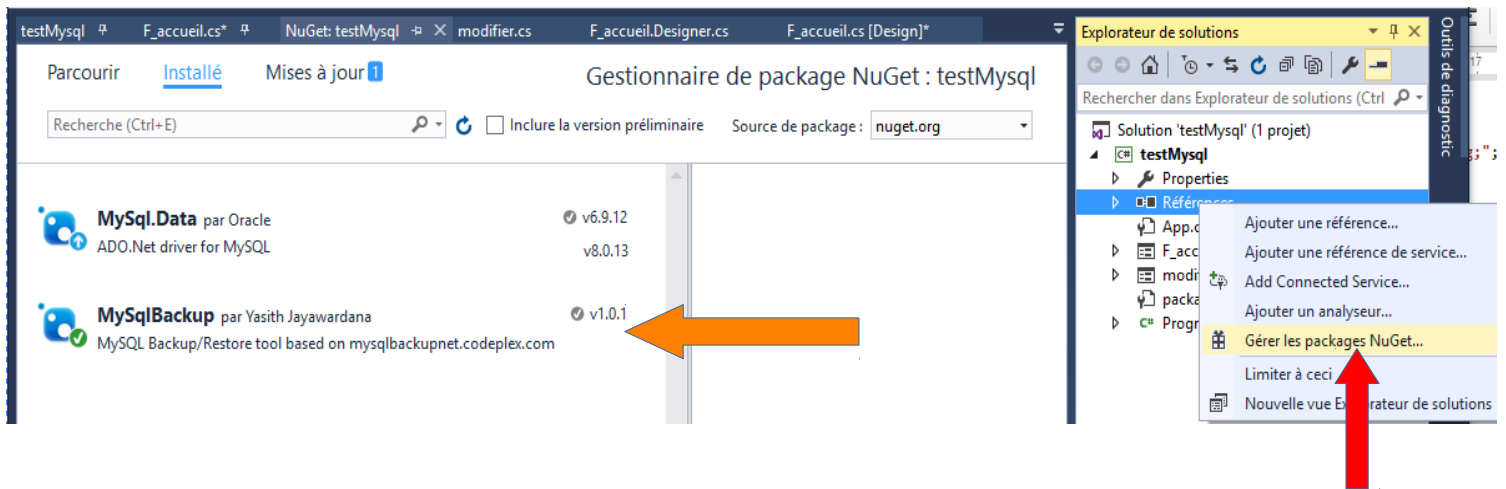 testMysql F_accueil.cs* NuGet: testMysql modifier.cs F_accueil.Designer.cs F_accueil.cs [Design]*
Parcourir Installé Mises à jour 1
Gestionnaire de package NuGet : testMysql
Recherche (Ctrl+E) Inclure la version préliminaire Source de package : nuget.org
MySql.Data par Oracle v6.9.12
ADO.Net driver for MySQL v8.0.13
MySqlBackup par Yasith Jayawardana v1.0.1
MySQL Backup/Restore tool based on mysqlbackupnet.codeplex.com
Explorateur de solutions
Rechercher dans Explorateur de solutions (Ctrl
Solution 'testMysql' (1 projet)
C# testMysql
Properties
Références
App.c
F_acc
modif
packa
C# Progr
Ajouter une référence...
Ajouter une référence de service...
Add Connected Service...
Ajouter un analyseur...
Gérer les packages NuGet...
Limiter à ceci
Nouvelle vue Explorateur de solutions
Outils de diagnostic
17
;";